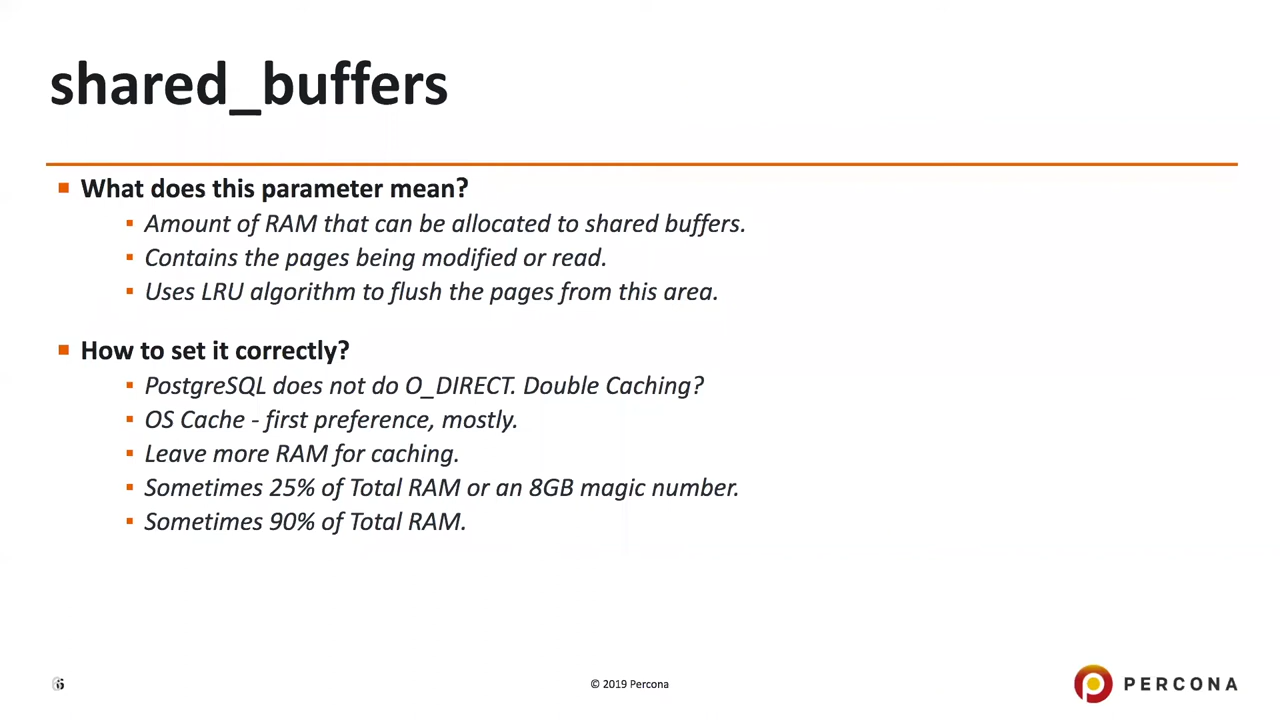 shared_buffers
What does this parameter mean?
Amount of RAM that can be allocated to shared buffers.
Contains the pages being modified or read.
Uses LRU algorithm to flush the pages from this area.
How to set it correctly?
PostgreSQL does not do O_DIRECT. Double Caching?
OS Cache - first preference, mostly.
Leave more RAM for caching.
Sometimes 25% of Total RAM or an 8GB magic number.
Sometimes 90% of Total RAM.
© 2019 Percona
PERCONA